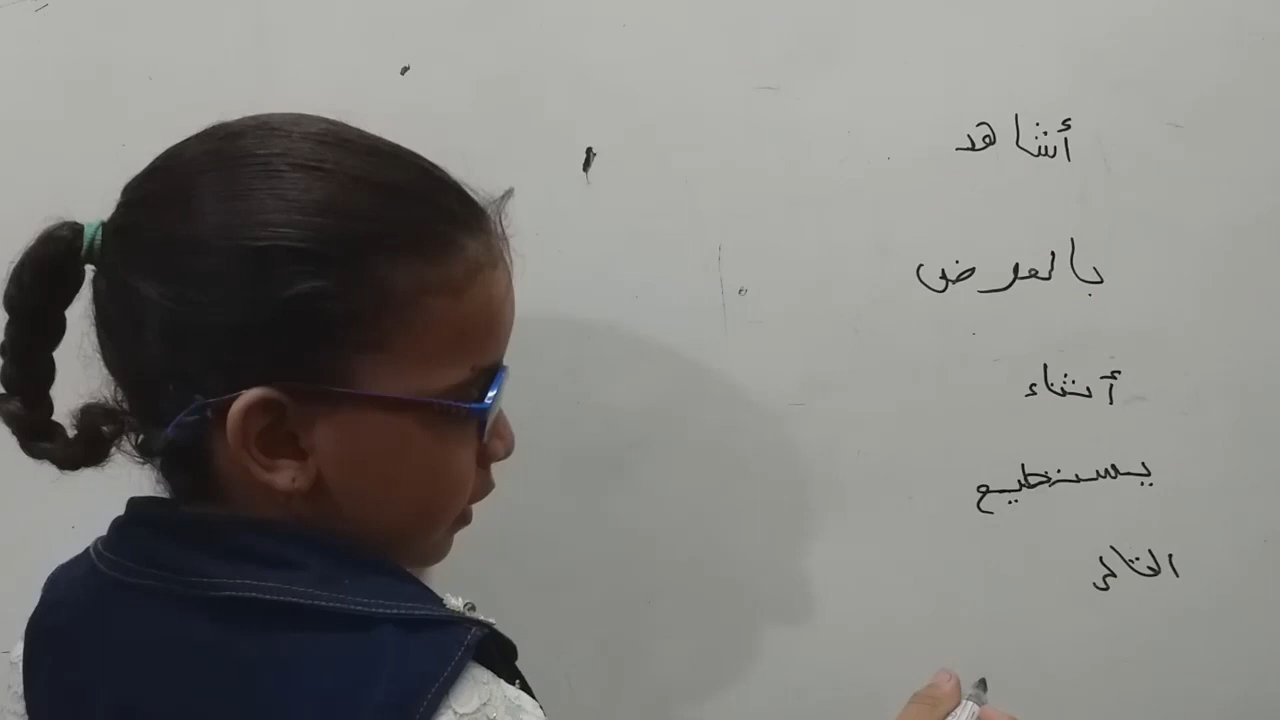 أشاهد
بالعرض
أثناء
يستطيع